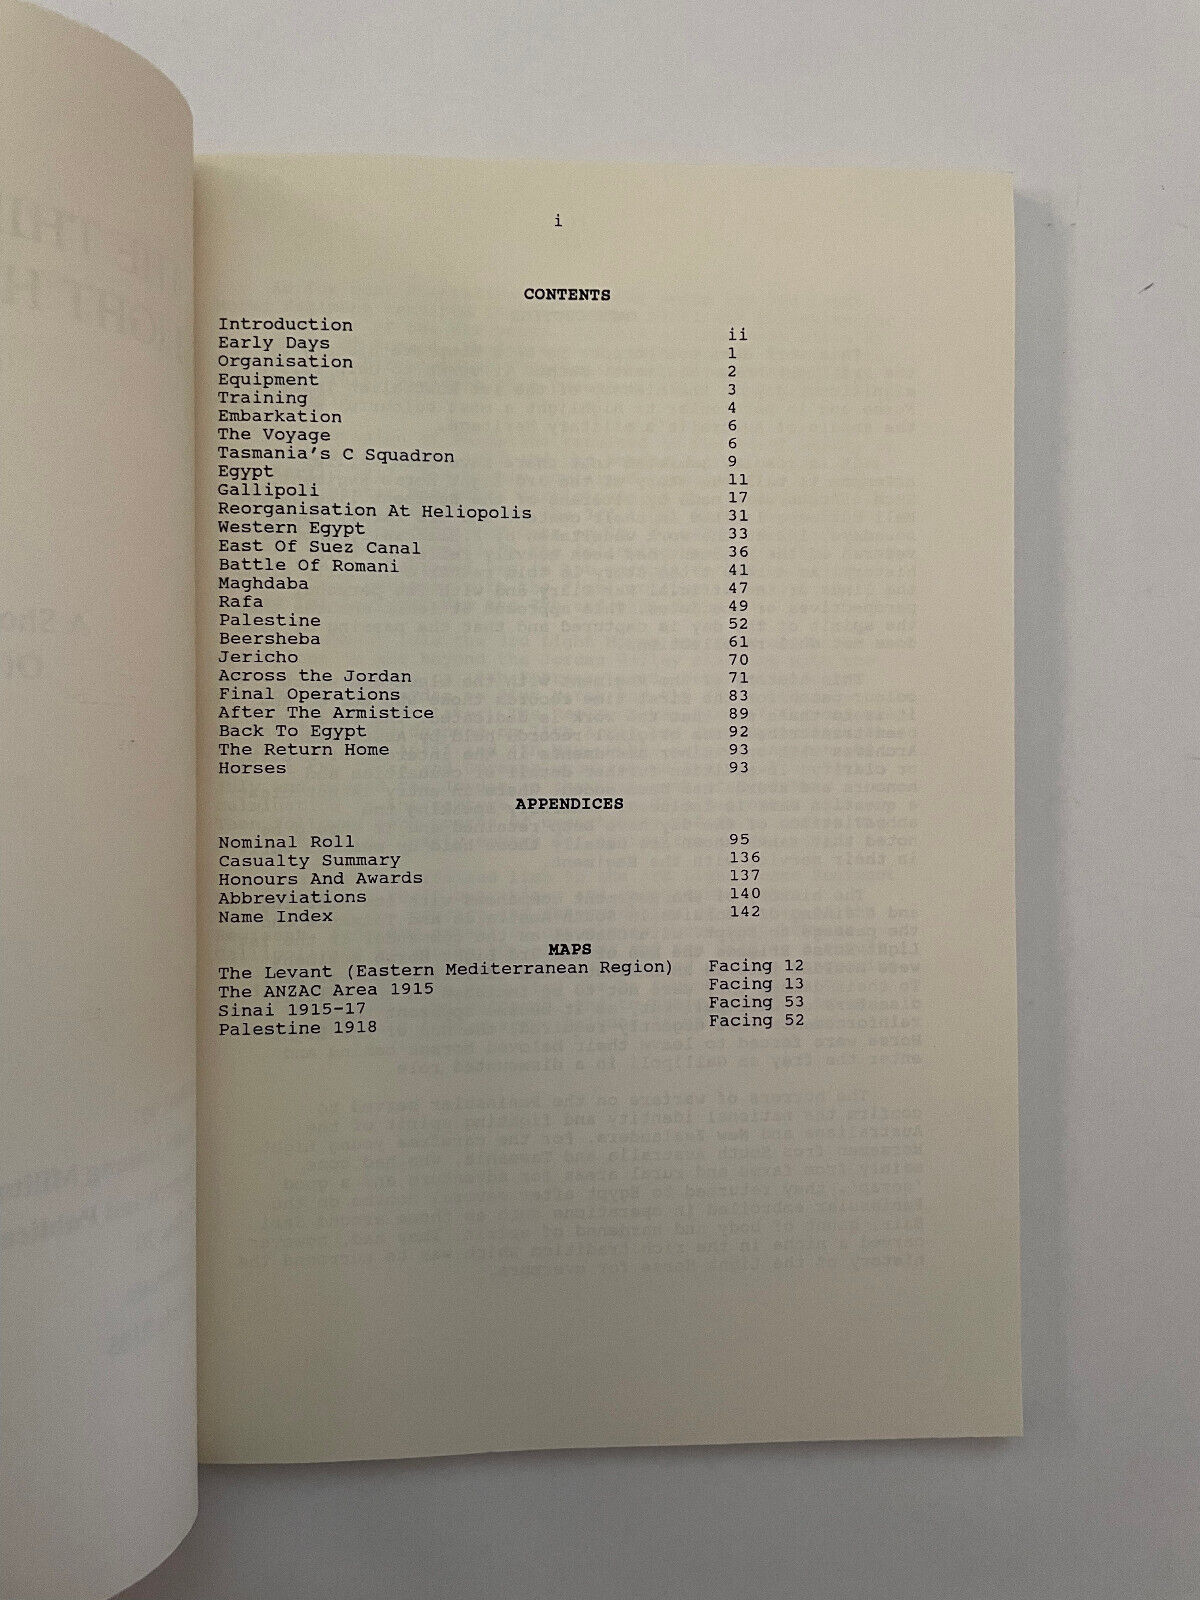 i
CONTENTS
Introduction ii
Early Days 1
Organisation 2
Equipment 3
Training 4
Embarkation 6
The Voyage 6
Tasmania's C Squadron 9
Egypt 11
Gallipoli 17
Reorganisation At Heliopolis 31
Western Egypt 33
East Of Suez Canal 36
Battle Of Romani 41
Maghdaba 47
Rafa 49
Palestine 52
Beersheba 61
Jericho 70
Across the Jordan 71
Final Operations 83
After The Armistice 89
Back To Egypt 92
The Return Home 93
Horses 93
APPENDICES
Nominal Roll 95
Casualty Summary 136
Honours And Awards 137
Abbreviations 140
Name Index 142
MAPS
The Levant (Eastern Mediterranean Region) Facing 12
The ANZAC Area 1915 Facing 13
Sinai 1915-17 Facing 53
Palestine 1918 Facing 52